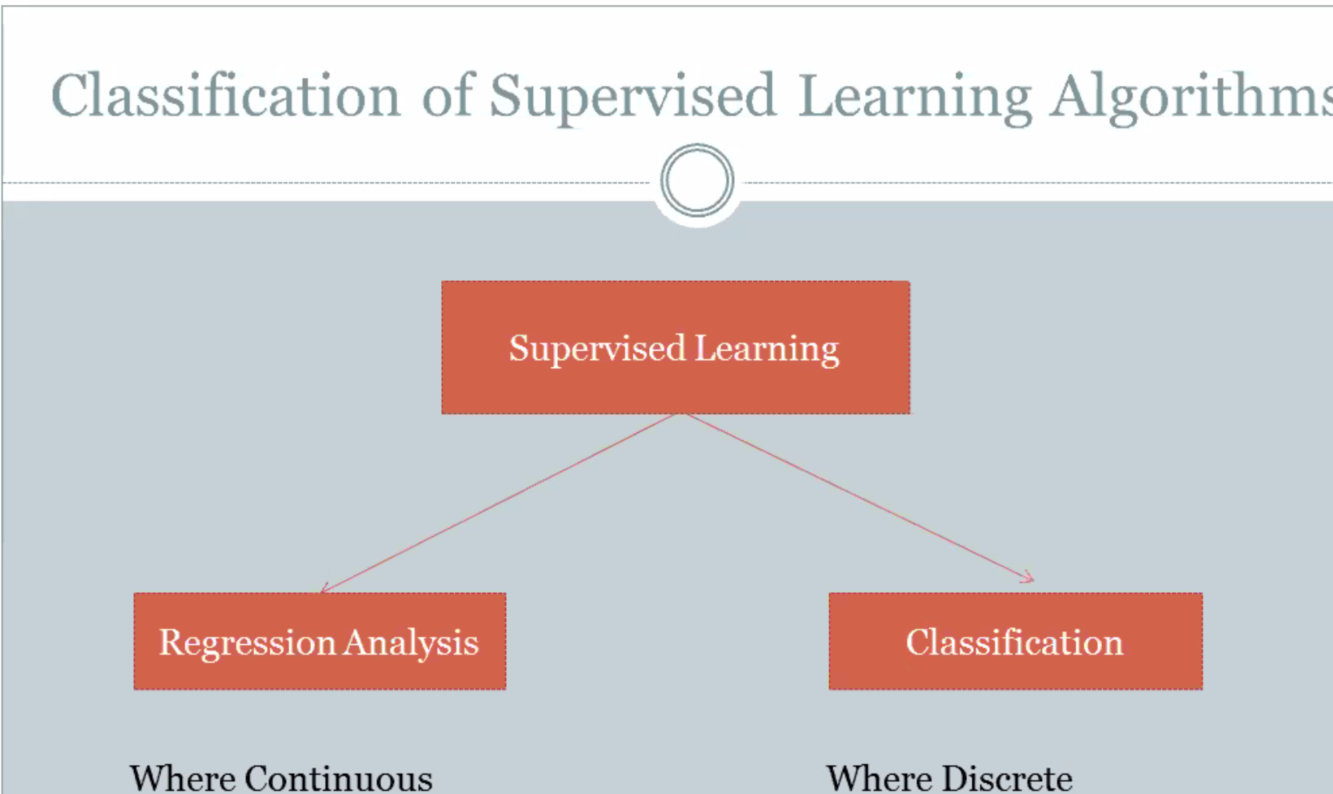 Classification of Supervised Learning Algorithms
Supervised Learning
Regression Analysis
Classification
Where Continuous
Where Discrete